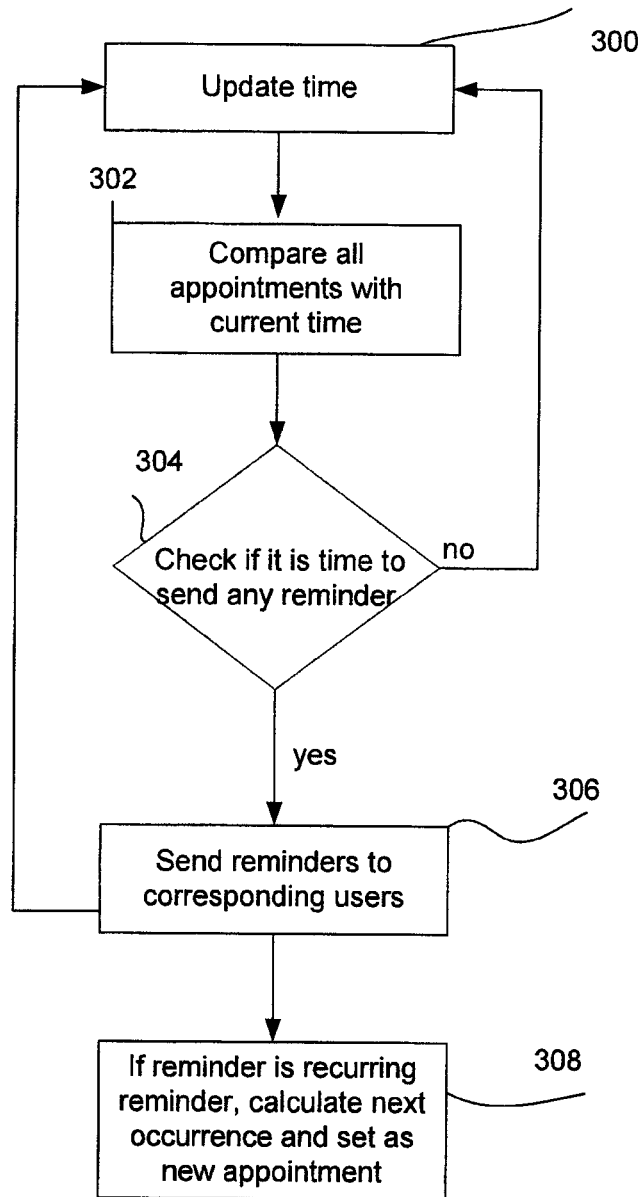 300
Update time
302
Compare all
appointments with
current time
304
Check if it is time to
send any reminder
no
yes
306
Send reminders to
corresponding users
308
If reminder is recurring
reminder, calculate next
occurrence and set as
new appointment